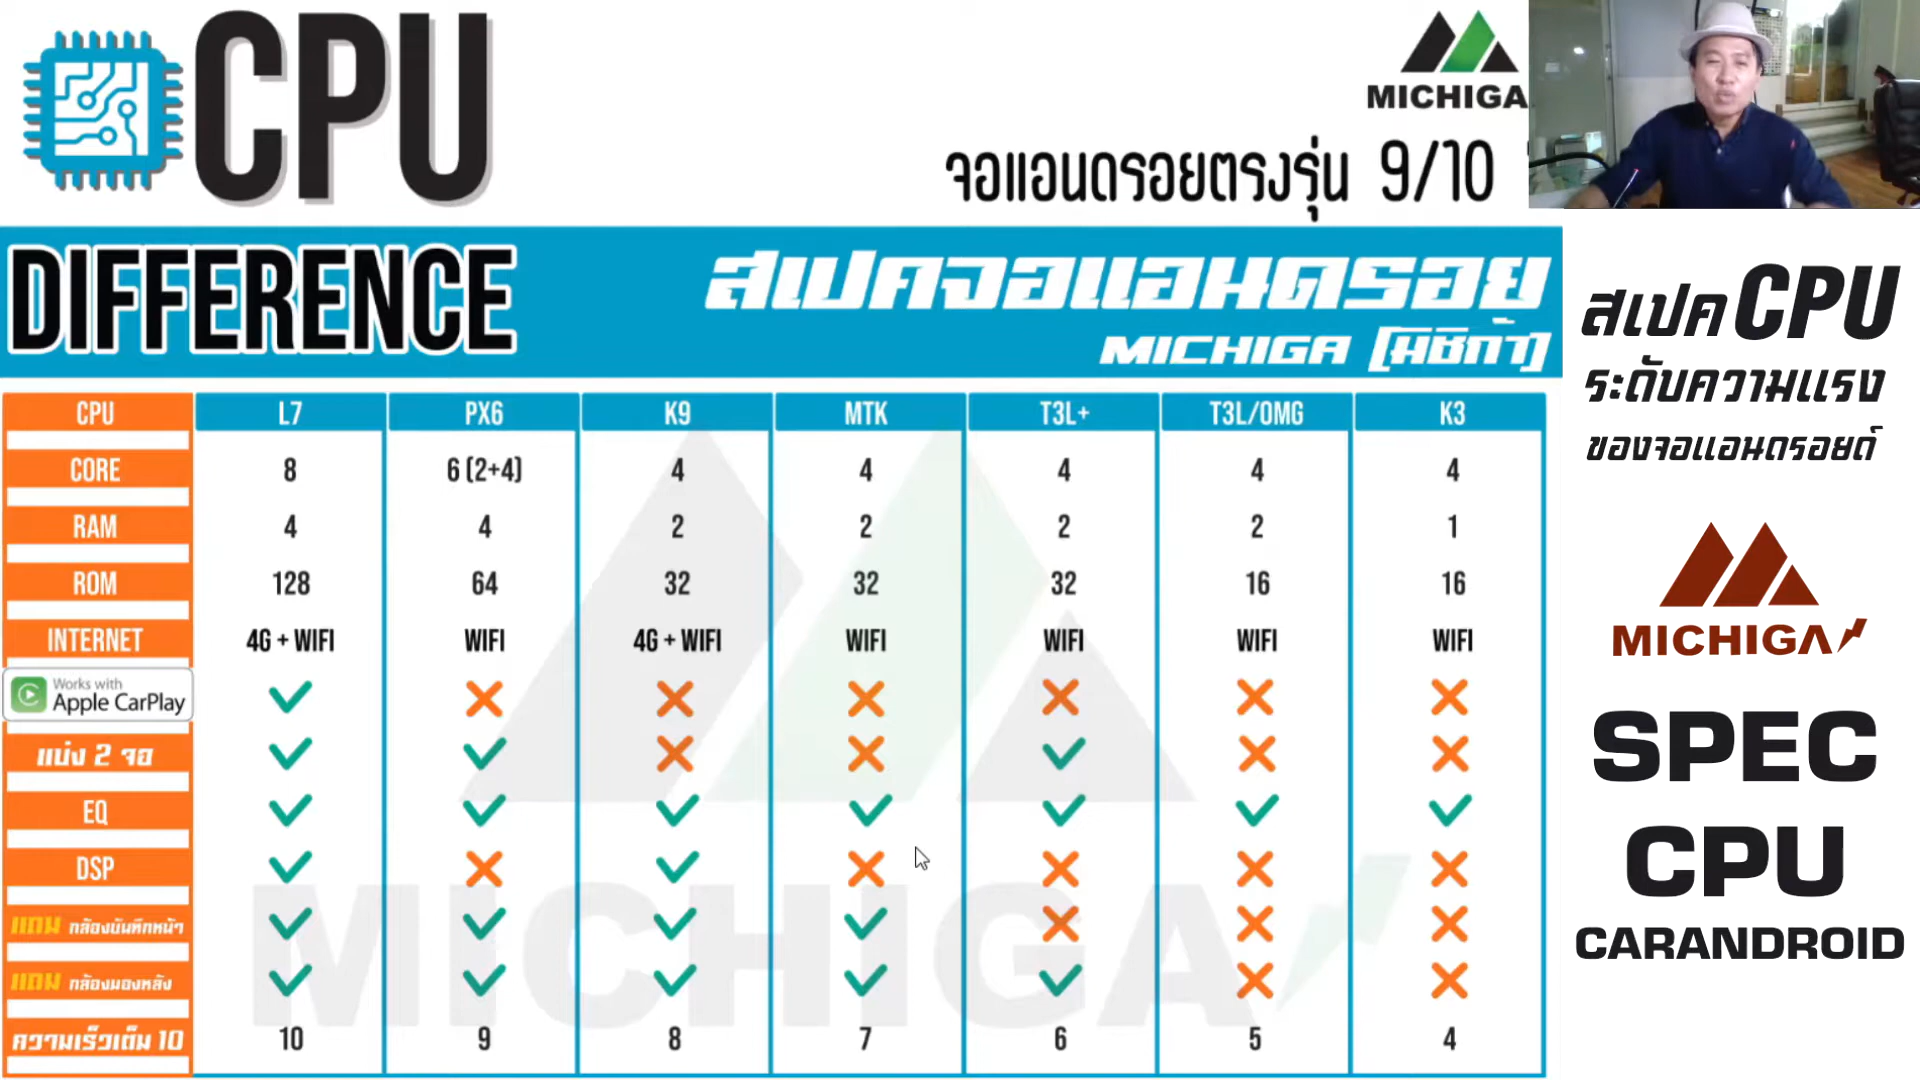 CPU
MICHIGA
จอแอนดรอยตรงรุ่น 9/10
DIFFERENCE
สเปคจอแอนดรอย
MICHIGA [มิชิก้า]
สเปค CPU
ระดับความแรง
ของจอแอนดรอยด์
MICHIGA
SPEC
CPU
CARANDROID
CPU L7 PX6 K9 MTK T3L+ T3L/OMG K3
CORE 8 6 (2+4) 4 4 4 4 4
RAM 4 4 2 2 2 2 1
ROM 128 64 32 32 32 16 16
INTERNET 4G + WIFI WIFI 4G + WIFI WIFI WIFI WIFI WIFI
Works with
Apple CarPlay
แบ่ง 2 จอ
EQ
DSP
แถม กล้องบันทึกหน้า
แถม กล้องมองหลัง
ความเร็วเต็ม 10 10 9 8 7 6 5 4
MICHIGA